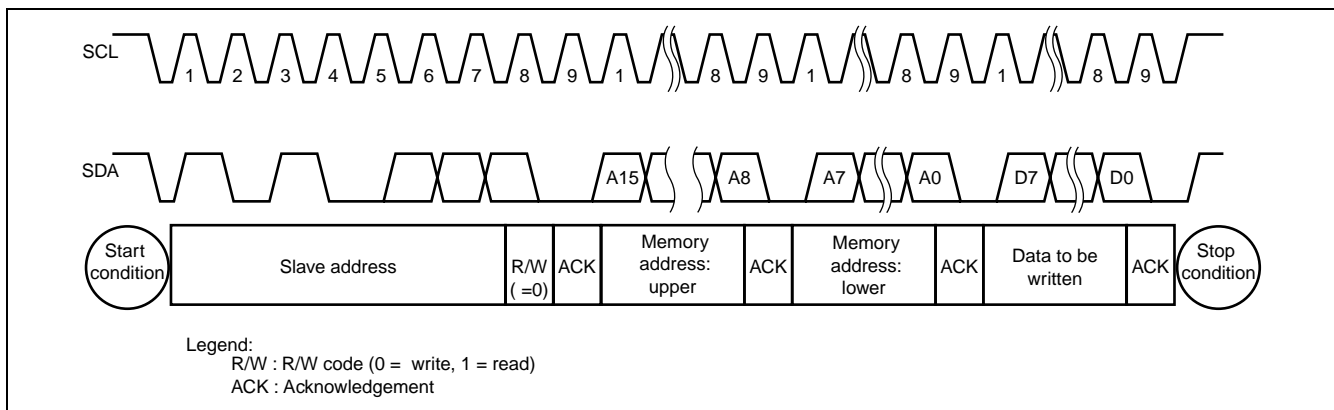 SCL
1 2 3 4 5 6 7 8 9 1 8 9 1 8 9 1 8 9
SDA
A15 A8 A7 A0 D7 D0
Start
condition
Slave address
R/W
( =0)
ACK
Memory
address:
upper
ACK
Memory
address:
lower
ACK
Data to be
written
ACK
Stop
condition
Legend:
R/W : R/W code (0 = write, 1 = read)
ACK : Acknowledgement